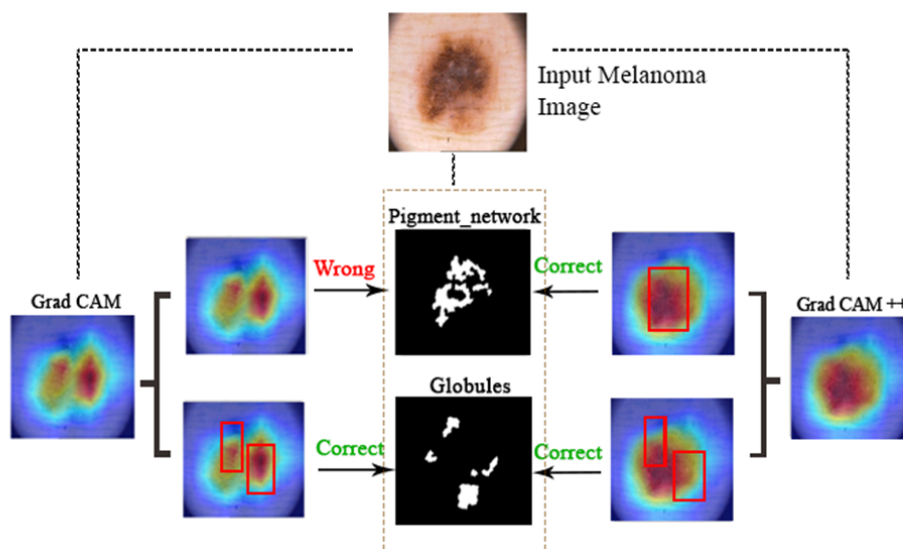 Input Melanoma
Image
Pigment_network
Wrong
Correct
Grad CAM
Grad CAM ++
Globules
Correct
Correct